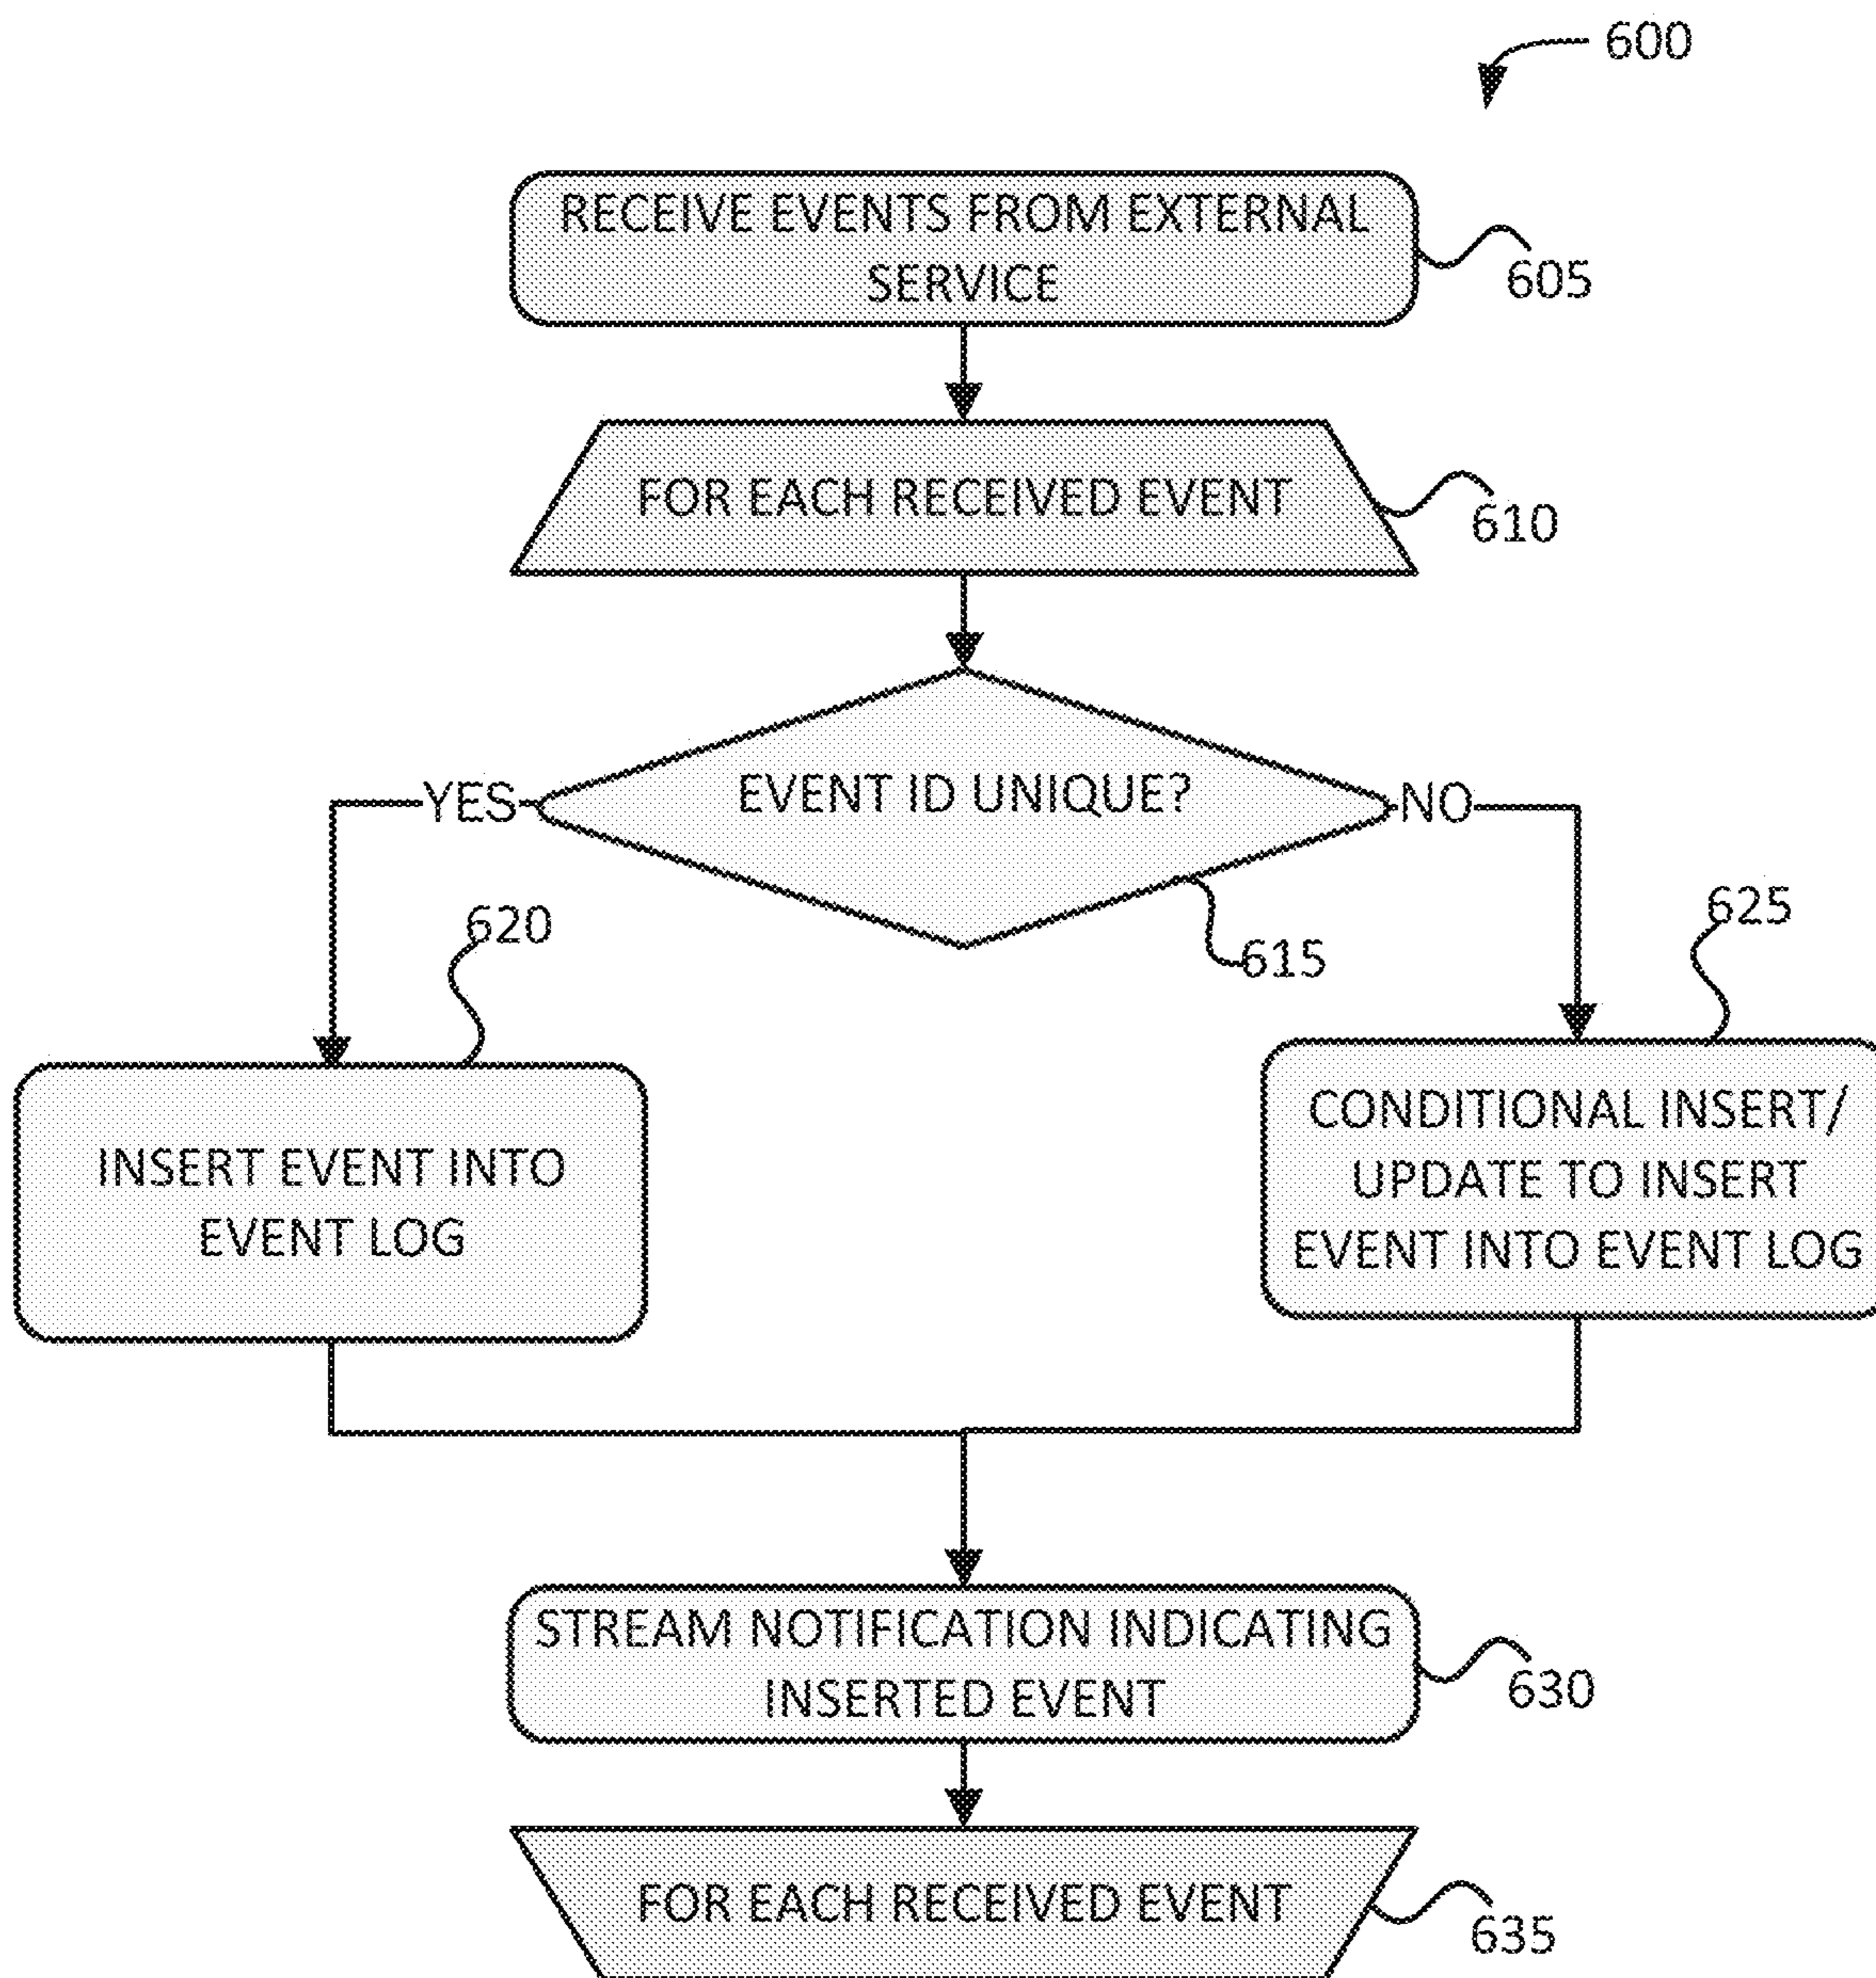 600
RECEIVE EVENTS FROM EXTERNAL
SERVICE
605
FOR EACH RECEIVED EVENT
610
EVENT ID UNIQUE?
YES
NO
615
620
625
INSERT EVENT INTO
EVENT LOG
CONDITIONAL INSERT/
UPDATE TO INSERT
EVENT INTO EVENT LOG
STREAM NOTIFICATION INDICATING
INSERTED EVENT
630
FOR EACH RECEIVED EVENT
635